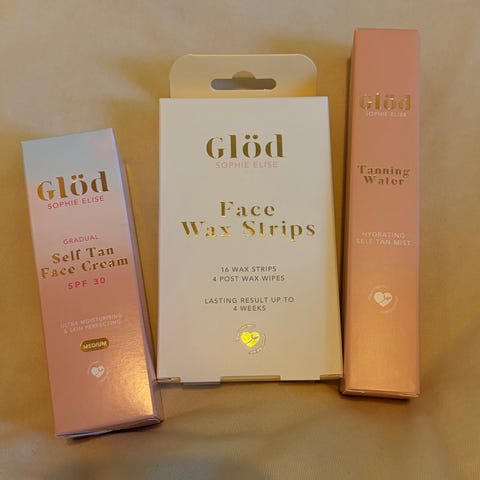 Glöd
SOPHIE ELISE
GRADUAL
Self Tan
Face Cream
SPF 30
ULTRA MOISTURISING
& SKIN PERFECTING
MEDIUM
Glöd
SOPHIE ELISE
Face
Wax Strips
16 WAX STRIPS
4 POST WAX WIPES
LASTING RESULT UP TO
4 WEEKS
Glöd
SOPHIE ELISE
Tanning
Water
HYDRATING
SELF TAN MIST